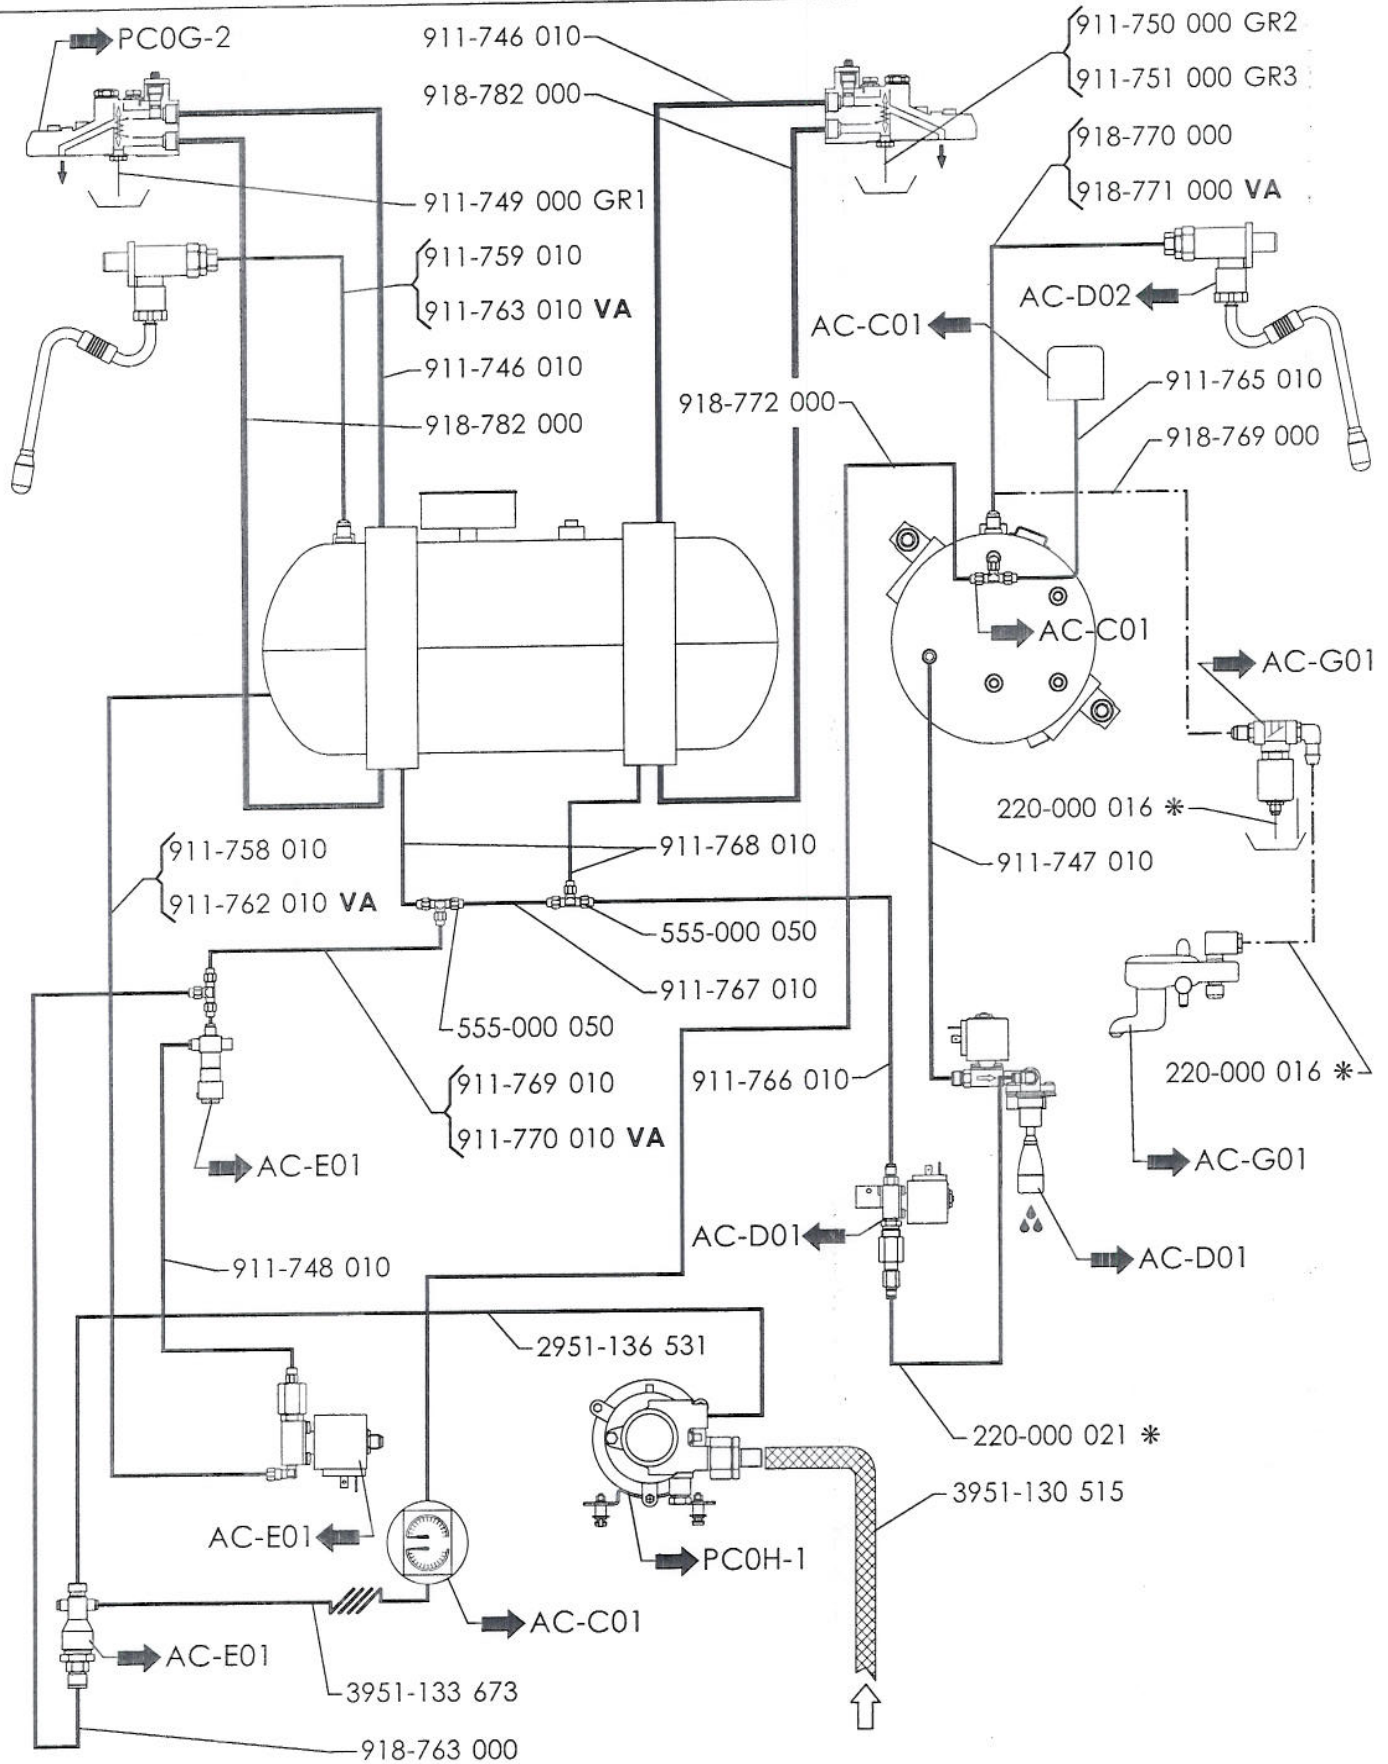 PC0G-2
911-746 010
918-782 000
911-750 000 GR2
911-751 000 GR3
918-770 000
918-771 000 VA
911-749 000 GR1
911-759 010
911-763 010 VA
911-746 010
918-782 000
AC-D02
AC-C01
918-772 000
911-765 010
918-769 000
AC-C01
AC-G01
220-000 016 *
911-747 010
911-758 010
911-762 010 VA
911-768 010
555-000 050
911-767 010
555-000 050
911-769 010
911-770 010 VA
911-766 010
220-000 016 *
AC-E01
AC-G01
AC-D01
AC-D01
911-748 010
2951-136 531
220-000 021 *
3951-130 515
AC-E01
PC0H-1
AC-C01
AC-E01
3951-133 673
918-763 000